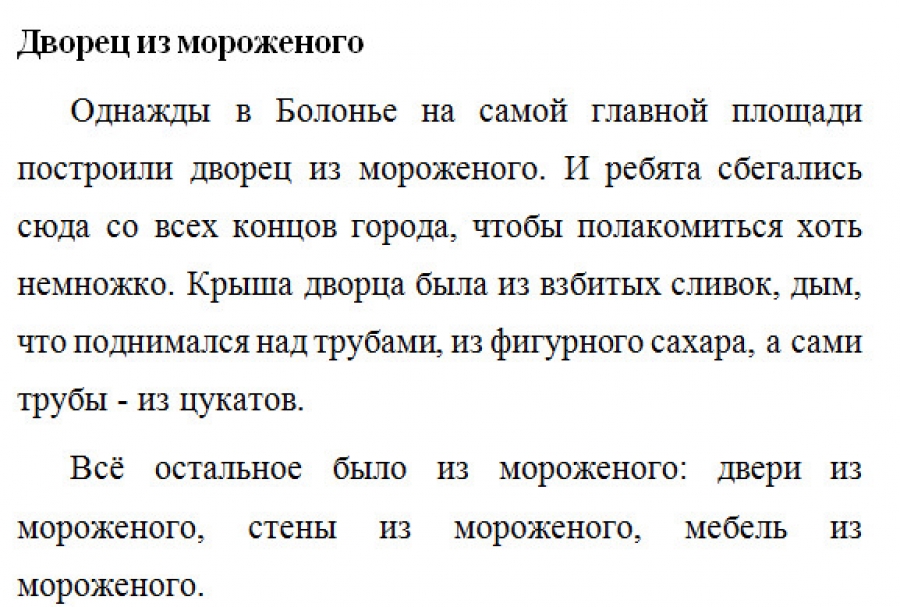 Дворец из мороженого
Однажды в Болонье на самой главной площади
построили дворец из мороженого. И ребята сбегались
сюда со всех концов города, чтобы полакомиться хоть
немножко. Крыша дворца была из взбитых сливок, дым,
что поднимался над трубами, из фигурного сахара, а сами
трубы - из цукатов.
Всё остальное было из мороженого: двери из
мороженого, стены из мороженого, мебель из
мороженого.